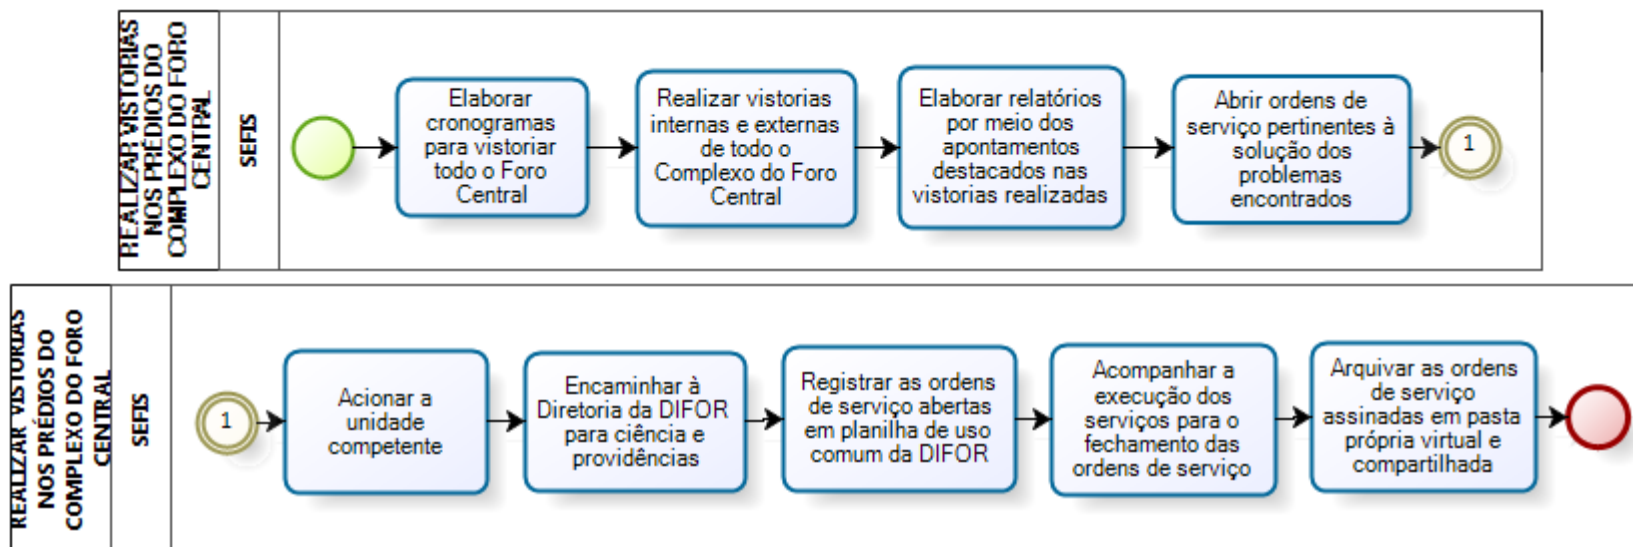 REALIZAR VISTORIAS
NOS PRÉDIOS DO
COMPLEXO DO FORO
CENTRAL
SEFIS
Elaborar
cronogramas
para vistoriar
todo o Foro
Central
Realizar vistorias
internas e externas
de todo o
Complexo do Foro
Central
Elaborar relatórios
por meio dos
apontamentos
destacados nas
vistorias realizadas
Abrir ordens de
serviço pertinentes à
solução dos
problemas
encontrados
1
REALIZAR VISTORIAS
NOS PRÉDIOS DO
COMPLEXO DO FORO
CENTRAL
SEFIS
1
Acionar a
unidade
competente
Encaminhar à
Diretoria da DIFOR
para ciência e
providências
Registrar as ordens
de serviço abertas
em planilha de uso
comum da DIFOR
Acompanhar a
execução dos
serviços para o
fechamento das
ordens de serviço
Arquivar as ordens
de serviço
assinadas em pasta
própria virtual e
compartilhada